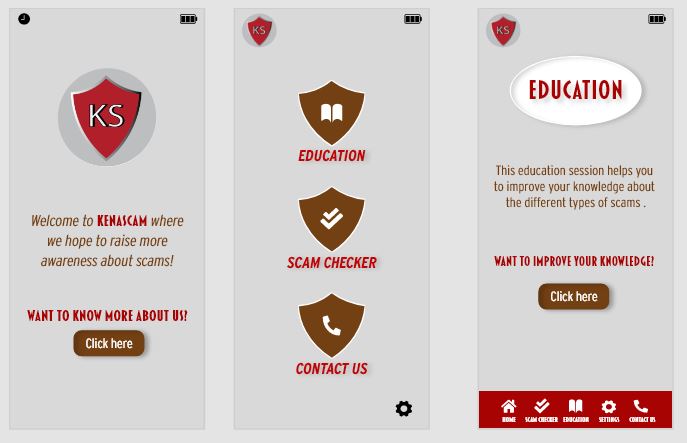 KS
Welcome to KENASCAM where
we hope to raise more
awareness about scams!
WANT TO KNOW MORE ABOUT US?
Click here
KS
EDUCATION
SCAM CHECKER
CONTACT US
KS
EDUCATION
This education session helps you
to improve your knowledge about
the different types of scams .
WANT TO IMPROVE YOUR KNOWLEDGE?
Click here
HOME SCAM CHECKER EDUCATION SETTINGS CONTACT US